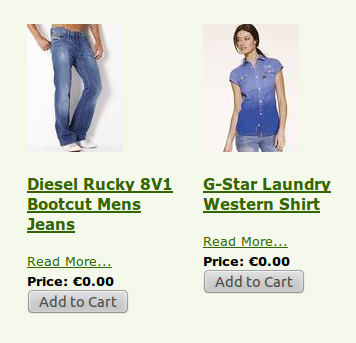 Diesel Rucky 8V1
Bootcut Mens
Jeans
Read More...
Price: €0.00
Add to Cart
G-Star Laundry
Western Shirt
Read More...
Price: €0.00
Add to Cart